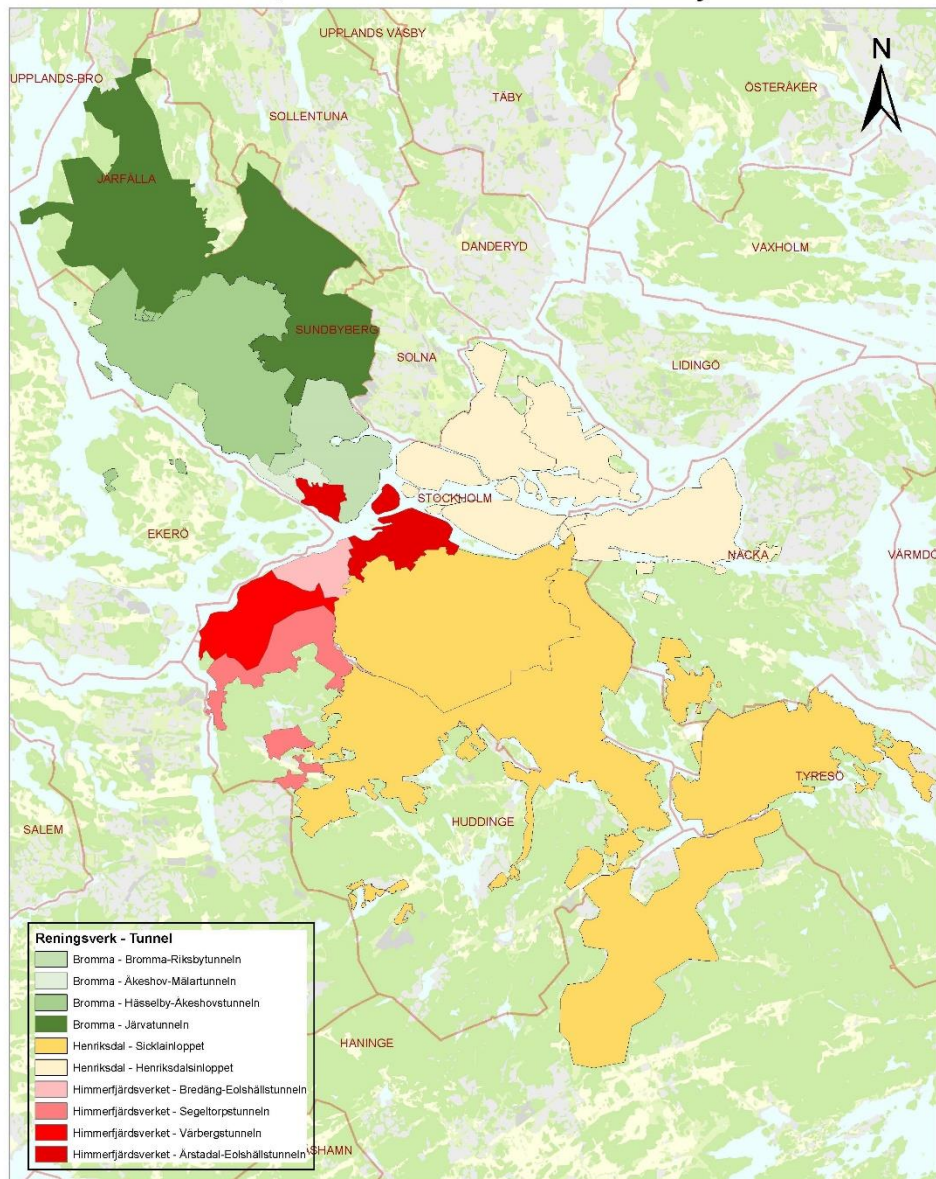 UPPLANDS VÄSBY
N
UPPLANDS-BRO
TÄBY
ÖSTERÅKER
SOLLENTUNA
JÄRFÄLLA
DANDERYD
VAXHOLM
SUNDBYBERG
SOLNA
LIDINGÖ
STOCKHOLM
EKERÖ
NACKA
VÄRMDÖ
TYRESÖ
SALEM
HUDDINGE
HANINGE
SHAMN
Reningsverk - Tunnel
Bromma - Bromma-Riksbytunneln
Bromma - Åkeshov-Mälartunneln
Bromma - Hässelby-Åkeshovstunneln
Bromma - Järvatunneln
Henriksdal - Sicklainloppet
Henriksdal - Henriksdalsinloppet
Himmerfjärdsverket - Bredäng-Eolshällstunneln
Himmerfjärdsverket - Segeltorpstunneln
Himmerfjärdsverket - Vårbergstunneln
Himmerfjärdsverket - Årstadal-Eolshällstunneln